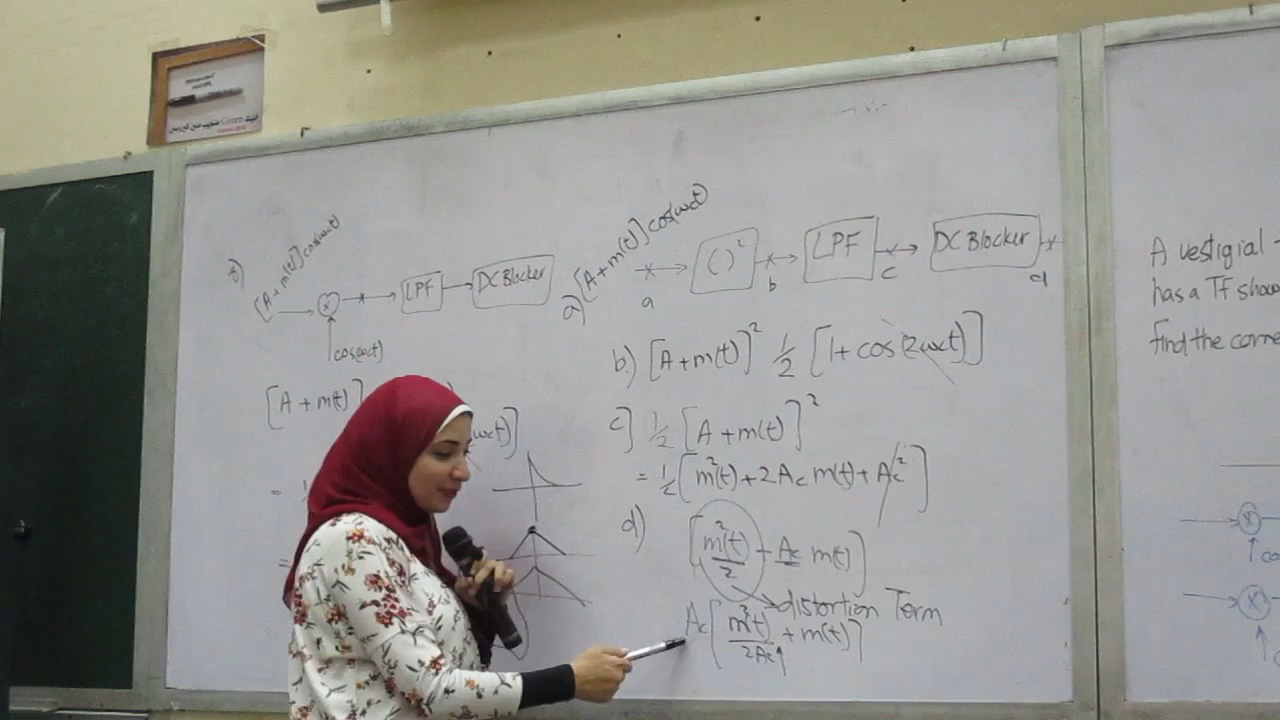 [A + m(t)] cos(ωct)
X
LPF
DC Blocker
cos(ωct)
[A + m(t)]
ωct)]
=
=
a) [A + m(t)] cos(ωct)
( )²
LPF
DC Blocker
a
b
c
d
b) [A + m(t)]² 1/2 [1 + cos(2ωct)]
c] 1/2 [A + m(t)]²
= 1/2 [m²(t) + 2Ac m(t) + Ac²]
d) [m²(t)/2 + Ac m(t)]
distortion Term
Ac[m²(t)/2Ac + m(t)]
A vestigial
has a Tf
find the
X
X